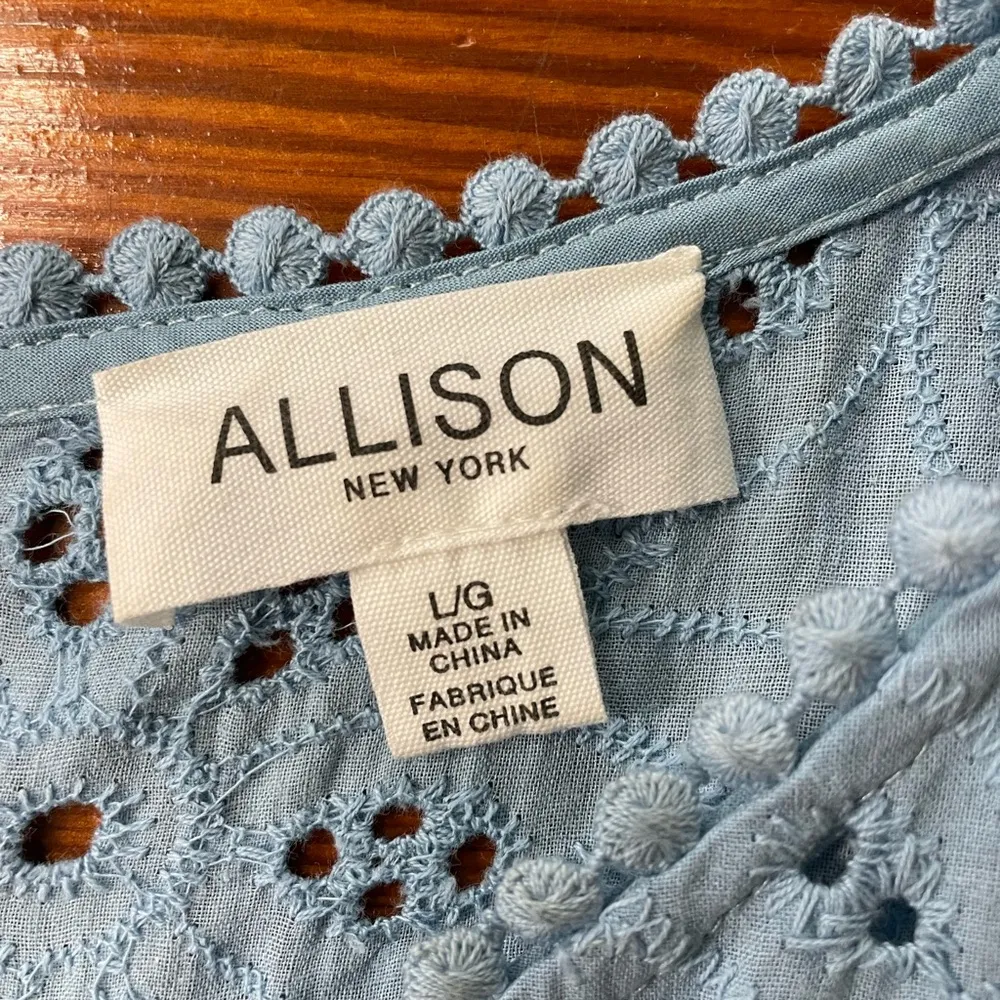 ALLISON
NEW YORK
L/G
MADE IN
CHINA
FABRIQUE
EN CHINE